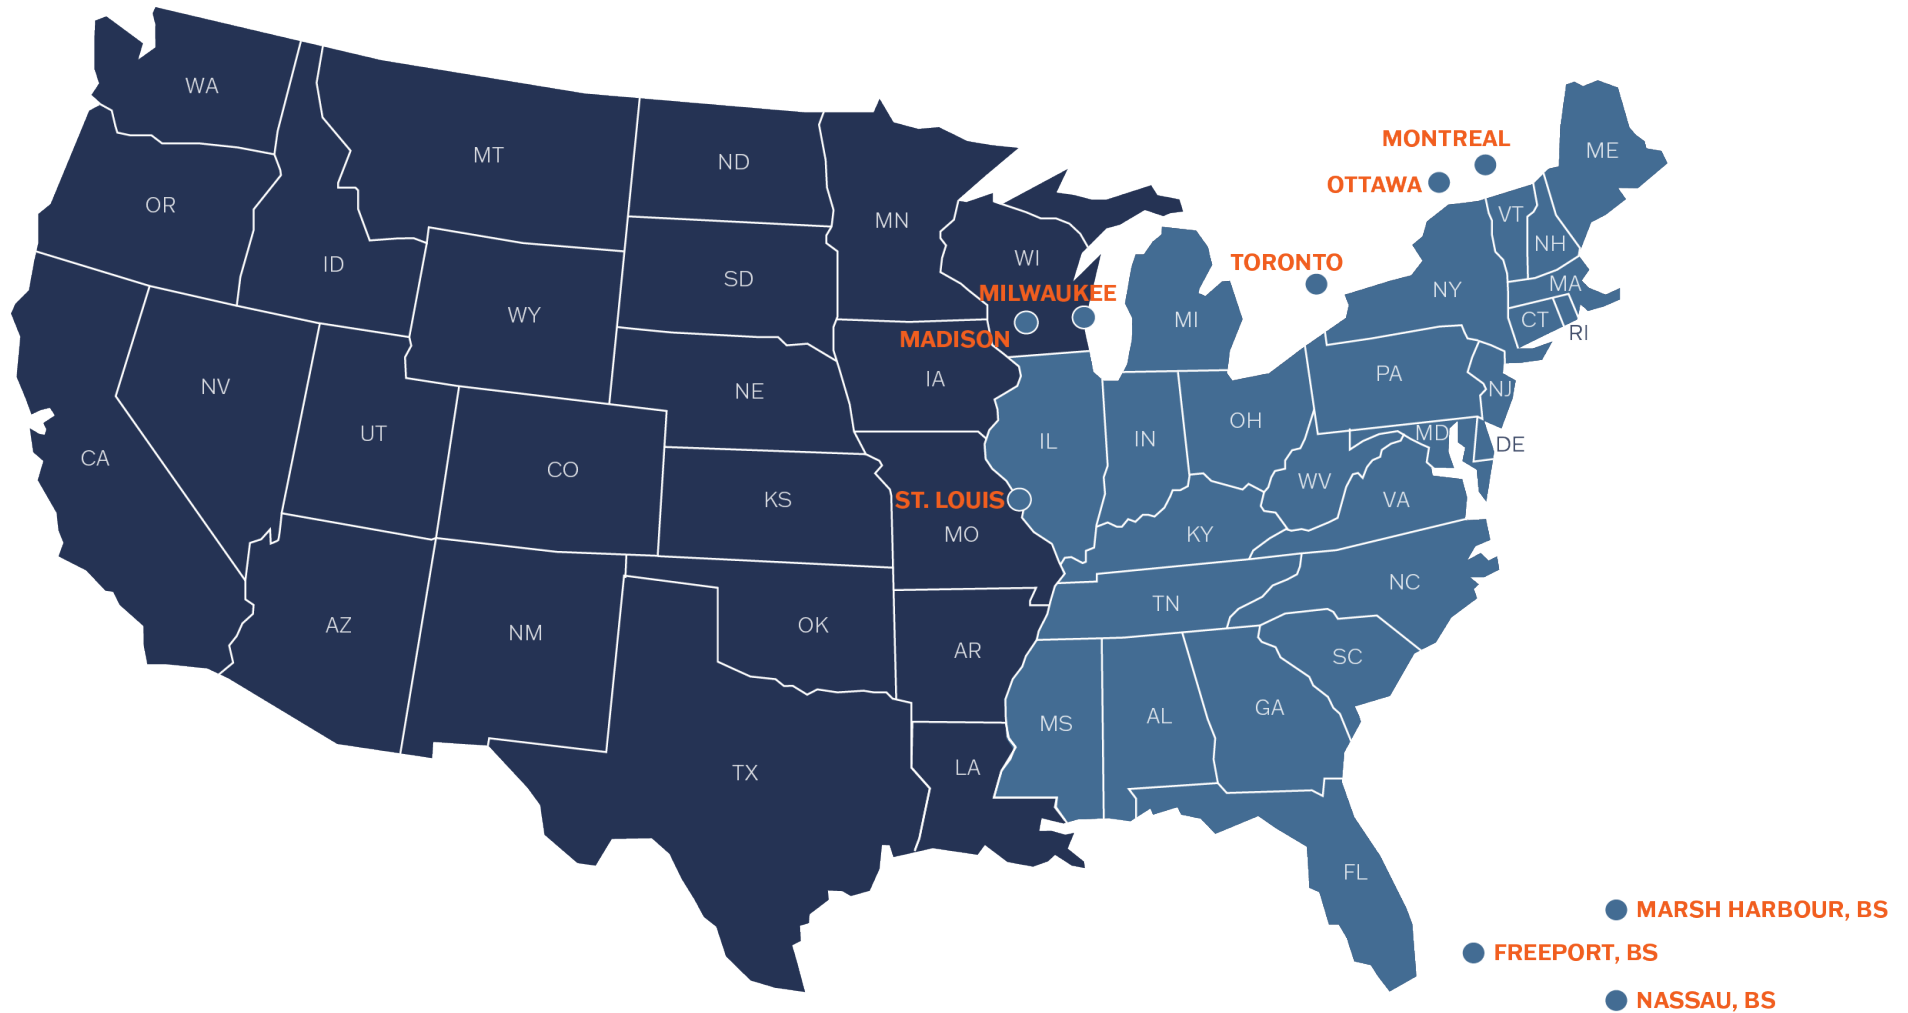 WA
MONTREAL
ME
MT
ND
OTTAWA
OR
MN
VT
NH
WI
TORONTO
ID
SD
MA
MILWAUKEE
NY
WY
MI
CT
RI
MADISON
PA
IA
NV
NE
NJ
OH
UT
IL
IN
MD
DE
CA
CO
WV
KS
ST. LOUIS
VA
MO
KY
NC
TN
AZ
NM
OK
AR
SC
GA
MS
AL
LA
TX
FL
MARSH HARBOUR, BS
FREEPORT, BS
NASSAU, BS